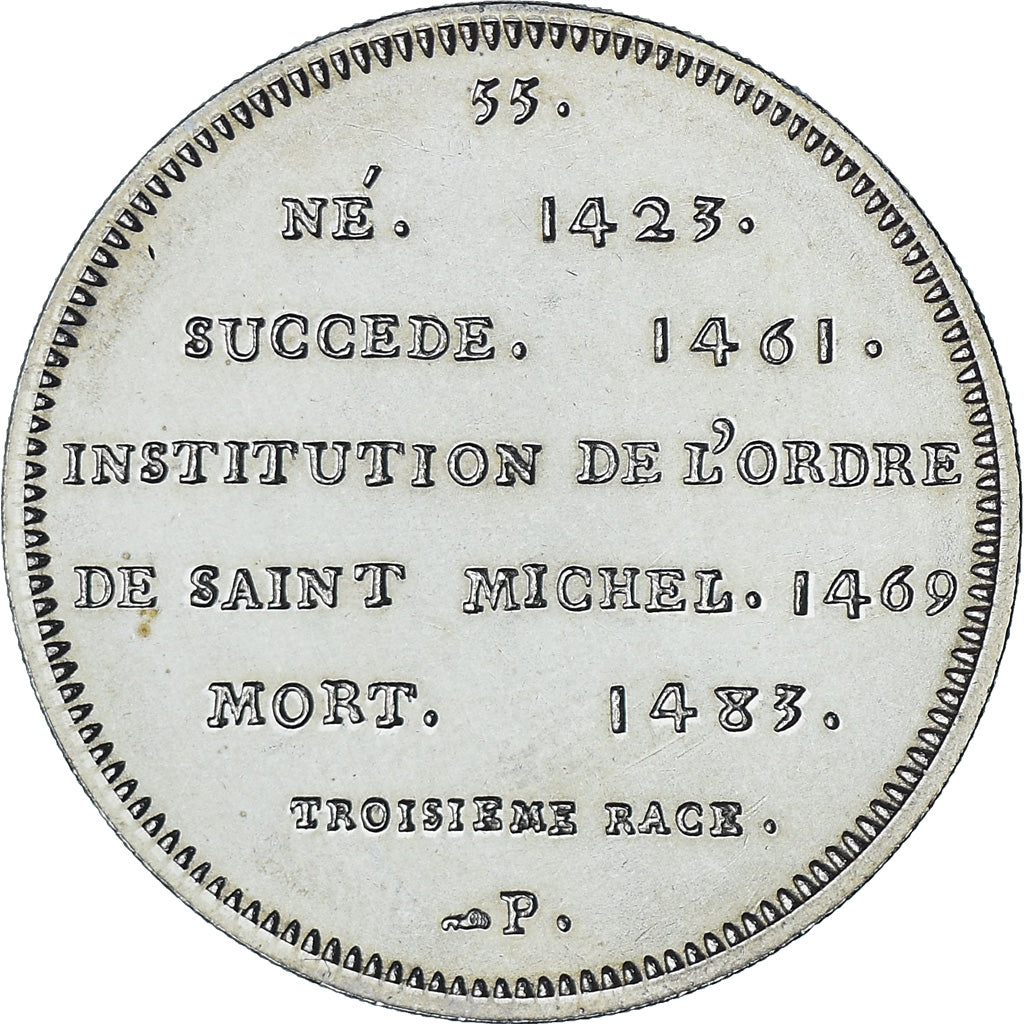 55.
NÉ. 1423.
SUCCEDE. 1461.
INSTITUTION DE L'ORDRE
DE SAINT MICHEL. 1469
MORT. 1483.
TROISIEME RACE.
P.